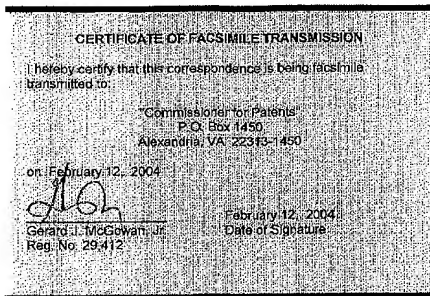 CERTIFICATE OF FACSIMILE TRANSMISSION
I hereby certify that this correspondence is being facsimile
transmitted to:
"Commissioner for Patents"
P.O. Box 1450
Alexandria, VA 22313-1450
on February 12, 2004
Gerard J. McGowan, Jr.
Reg. No. 29,412
February 12, 2004
Date of Signature